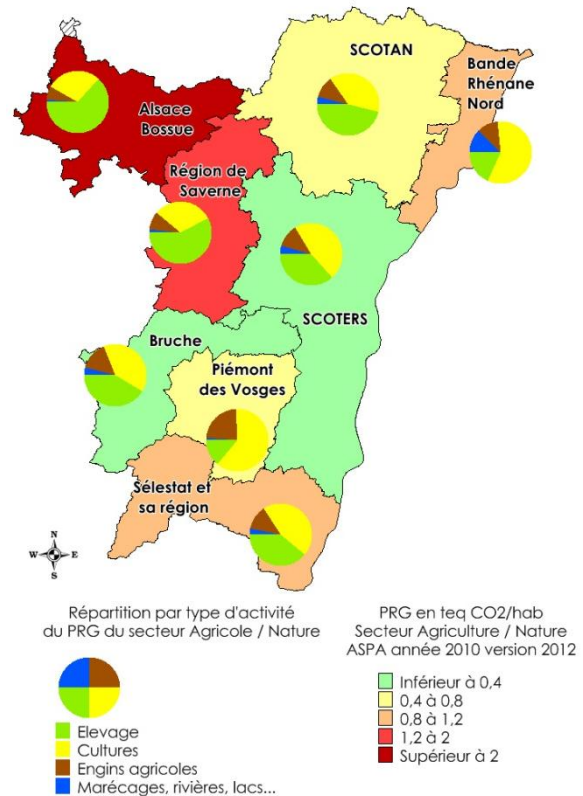 SCOTAN
Bande
Rhénane
Nord
Alsace
Bossue
Région de
Saverne
SCOTERS
Bruche
Piémont
des Vosges
Sélestat et
sa région
N
W E
S
Répartition par type d'activité
du PRG du secteur Agricole / Nature
Elevage
Cultures
Engins agricoles
Marécages, rivières, lacs...
PRG en teq CO2/hab
Secteur Agriculture / Nature
ASPA année 2010 version 2012
Inférieur à 0,4
0,4 à 0,8
0,8 à 1,2
1,2 à 2
Supérieur à 2